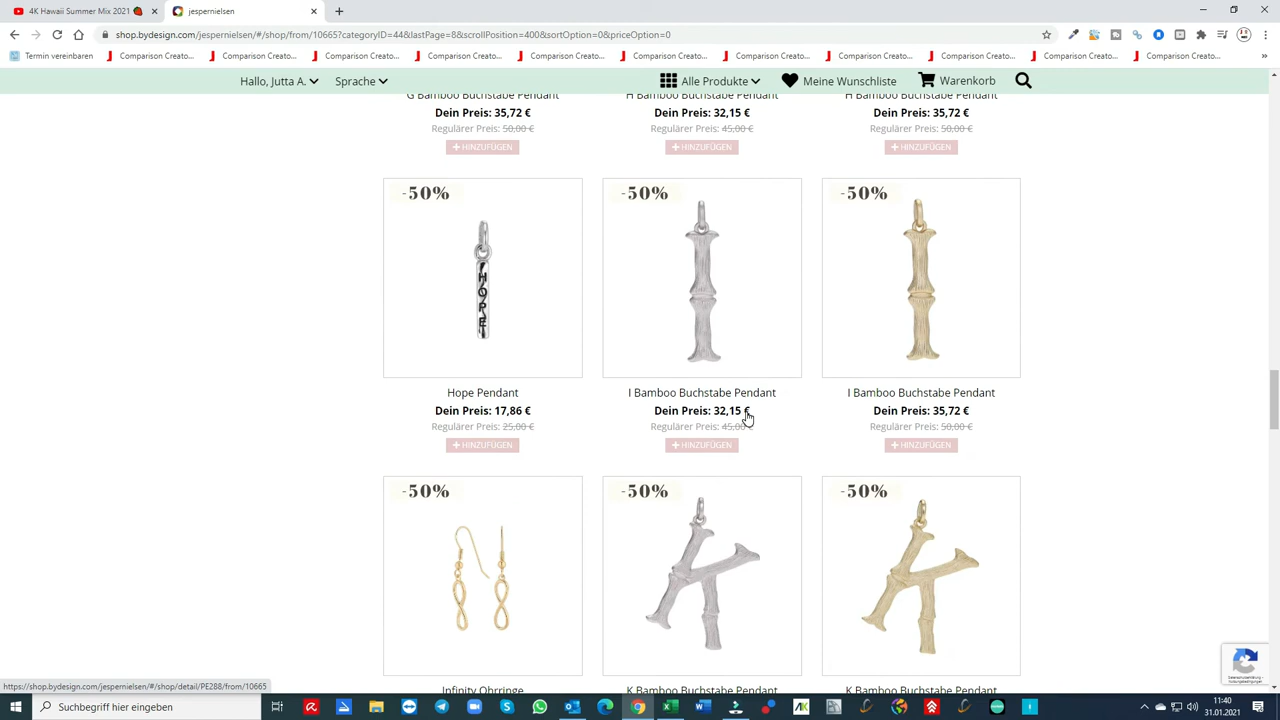 4K Hawaii Summer Mix 2021
jespernielsen
shop.bydesign.com/jespernielsen/#/shop/from/10665?categoryID=44&lastPage=8&scrollPosition=400&sortOption=0&priceOption=0
Termin vereinbaren Comparison Creato... Comparison Creato... Comparison Creato... Comparison Creato... Comparison Creato... Comparison Creato... Comparison Creato... Comparison Creato... Comparison Creato... Comparison Creato... Comparison Creato... »
Hallo, Jutta A. Sprache Alle Produkte Meine Wunschliste Warenkorb
G Bamboo Buchstabe Pendant H Bamboo Buchstabe Pendant H Bamboo Buchstabe Pendant
Dein Preis: 35,72 € Dein Preis: 32,15 € Dein Preis: 35,72 €
Regulärer Preis: 50,00 € Regulärer Preis: 45,00 € Regulärer Preis: 50,00 €
+ HINZUFÜGEN + HINZUFÜGEN + HINZUFÜGEN
-50% -50% -50%
HOPE
Hope Pendant I Bamboo Buchstabe Pendant I Bamboo Buchstabe Pendant
Dein Preis: 17,86 € Dein Preis: 32,15 € Dein Preis: 35,72 €
Regulärer Preis: 25,00 € Regulärer Preis: 45,00 € Regulärer Preis: 50,00 €
+ HINZUFÜGEN + HINZUFÜGEN + HINZUFÜGEN
-50% -50% -50%
Infinity Ohrringe K Bamboo Buchstabe Pendant K Bamboo Buchstabe Pendant
https://shop.bydesign.com/jespernielsen/#/shop/detail/PE288/from/10665
Suchbegriff hier eingeben
11:40
31.01.2021